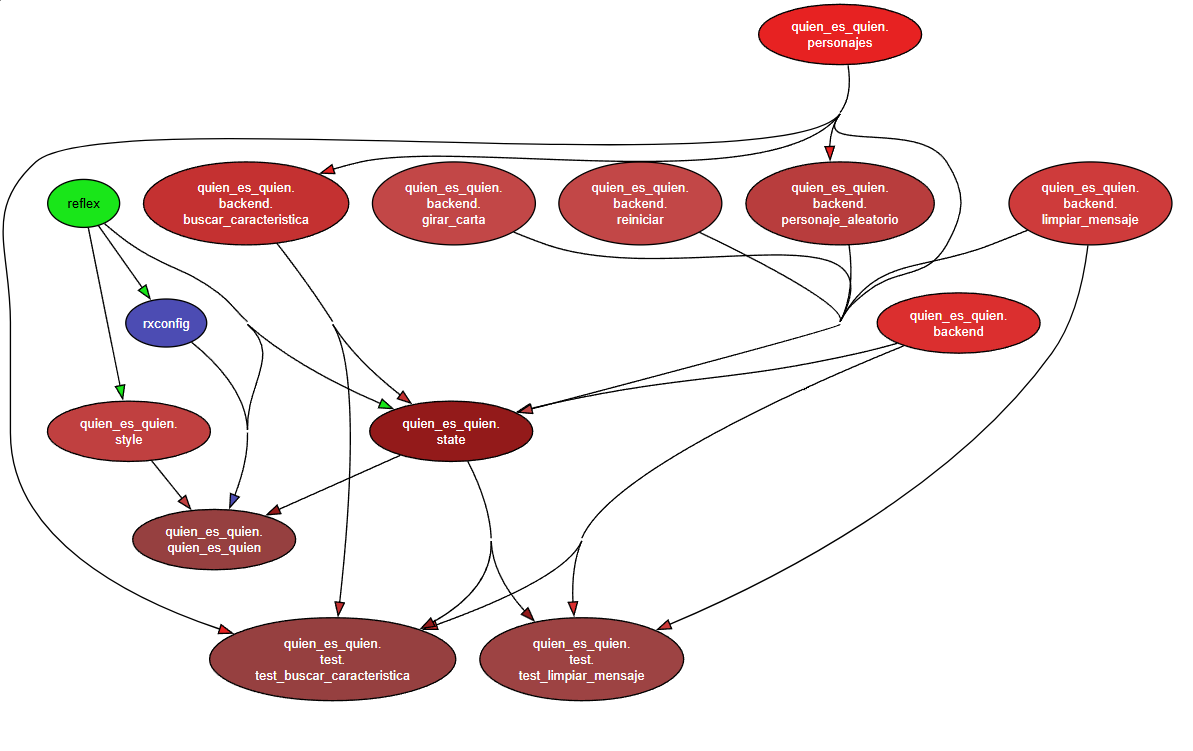 quien_es_quien.
personajes
reflex
quien_es_quien.
backend.
buscar_caracteristica
quien_es_quien.
backend.
girar_carta
quien_es_quien.
backend.
reiniciar
quien_es_quien.
backend.
personaje_aleatorio
quien_es_quien.
backend.
limpiar_mensaje
rxconfig
quien_es_quien.
backend
quien_es_quien.
style
quien_es_quien.
state
quien_es_quien.
quien_es_quien
quien_es_quien.
test.
test_buscar_caracteristica
quien_es_quien.
test.
test_limpiar_mensaje